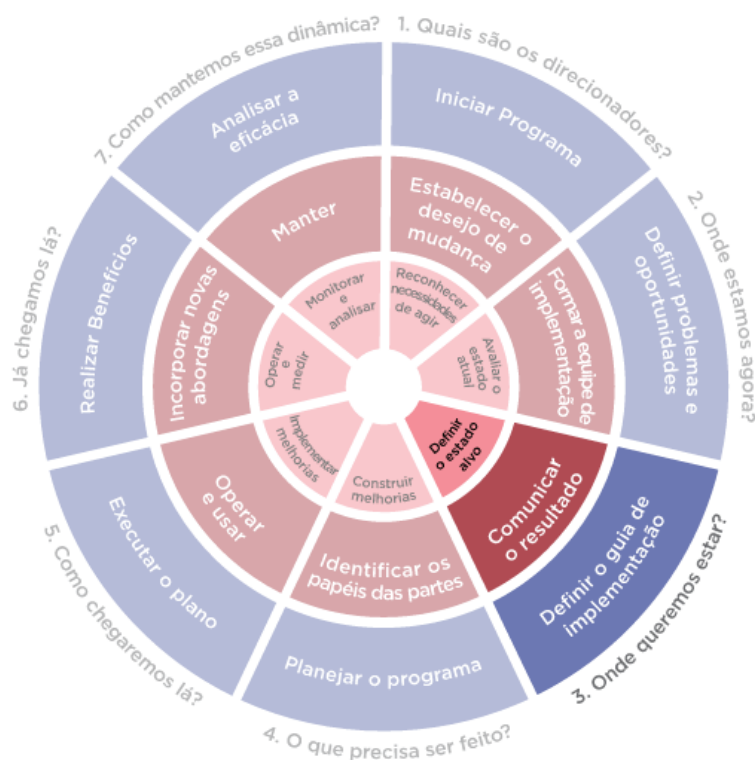 1. Quais são os direcionadores?
2. Onde estamos agora?
3. Onde queremos estar?
4. O que precisa ser feito?
5. Como chegaremos lá?
6. Já chegamos lá?
7. Como mantemos essa dinâmica?
Iniciar Programa
Definir problemas e
oportunidades
Definir o guia de
implementação
Planejar o programa
Executar o plano
Realizar Benefícios
Analisar a
eficácia
Estabelecer o
desejo de
mudança
Formar a equipe de
implementação
Comunicar
o resultado
Identificar os
papéis das partes
Operar
e usar
Incorporar novas
abordagens
Manter
Reconhecer
necessidades
de agir
Avaliar o
estado
atual
Definir
o estado
alvo
Construir
melhorias
Implementar
melhorias
Operar
e
medir
Monitorar
e
analisar